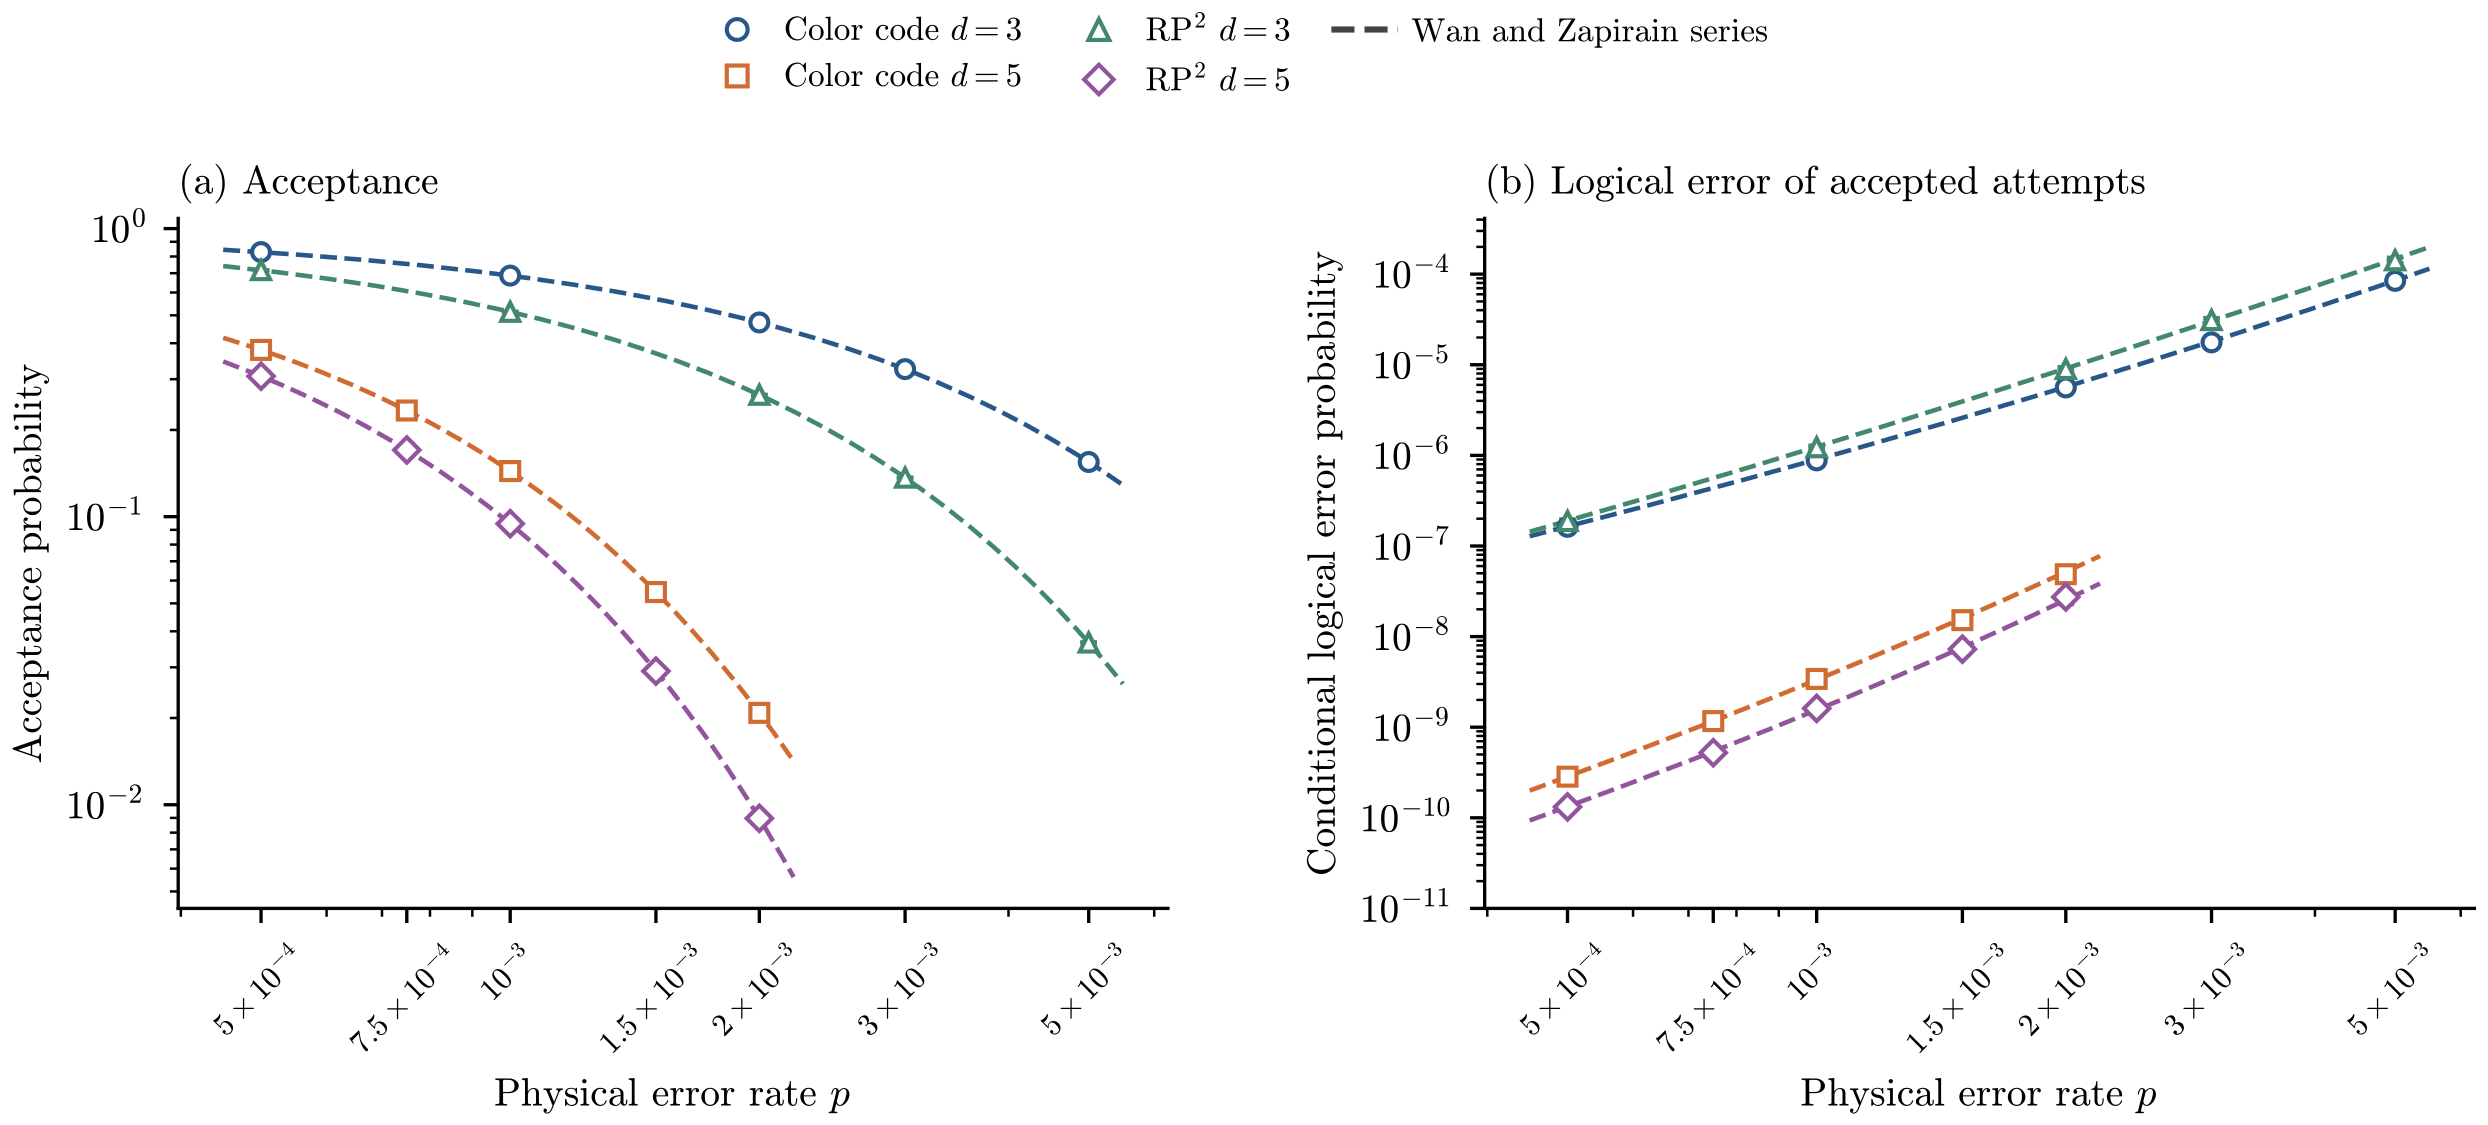 Color code d = 3
Color code d = 5
RP² d = 3
RP² d = 5
Wan and Zapirain series
(a) Acceptance
Acceptance probability
10⁰
10⁻¹
10⁻²
5 × 10⁻⁴
7.5 × 10⁻⁴
10⁻³
1.5 × 10⁻³
2 × 10⁻³
3 × 10⁻³
5 × 10⁻³
Physical error rate p
(b) Logical error of accepted attempts
Conditional logical error probability
10⁻⁴
10⁻⁵
10⁻⁶
10⁻⁷
10⁻⁸
10⁻⁹
10⁻¹⁰
10⁻¹¹
5 × 10⁻⁴
7.5 × 10⁻⁴
10⁻³
1.5 × 10⁻³
2 × 10⁻³
3 × 10⁻³
5 × 10⁻³
Physical error rate p